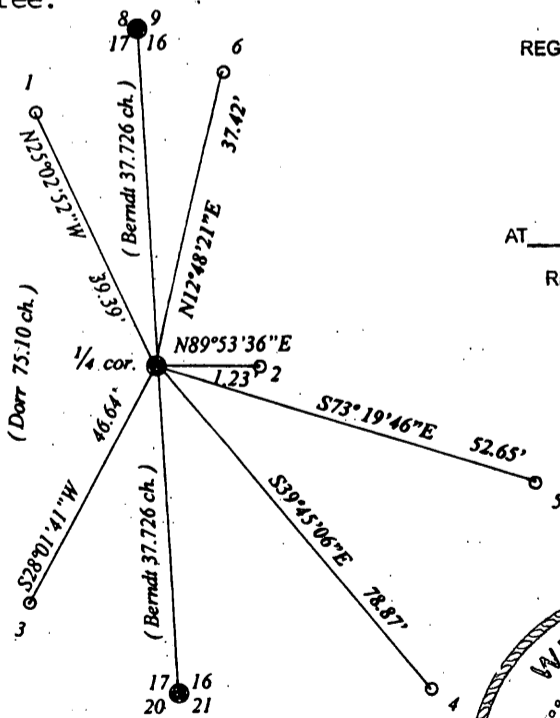 tee.
8 9
17 16
REG
1
6
N25°20'52"W
39.63'
( Berndt 37.726 ch. )
37.42'
N12°48'21"E
AT
R
( Dorr 75.10 ch. )
1/4 cor.
N89°53'36"E
1.23'
2
46.64'
S28°01'41"W
3
S73°19'46"E
52.65'
5
( Berndt 37.726 ch. )
S39°45'06"E
78.87'
4
17 16
20 21